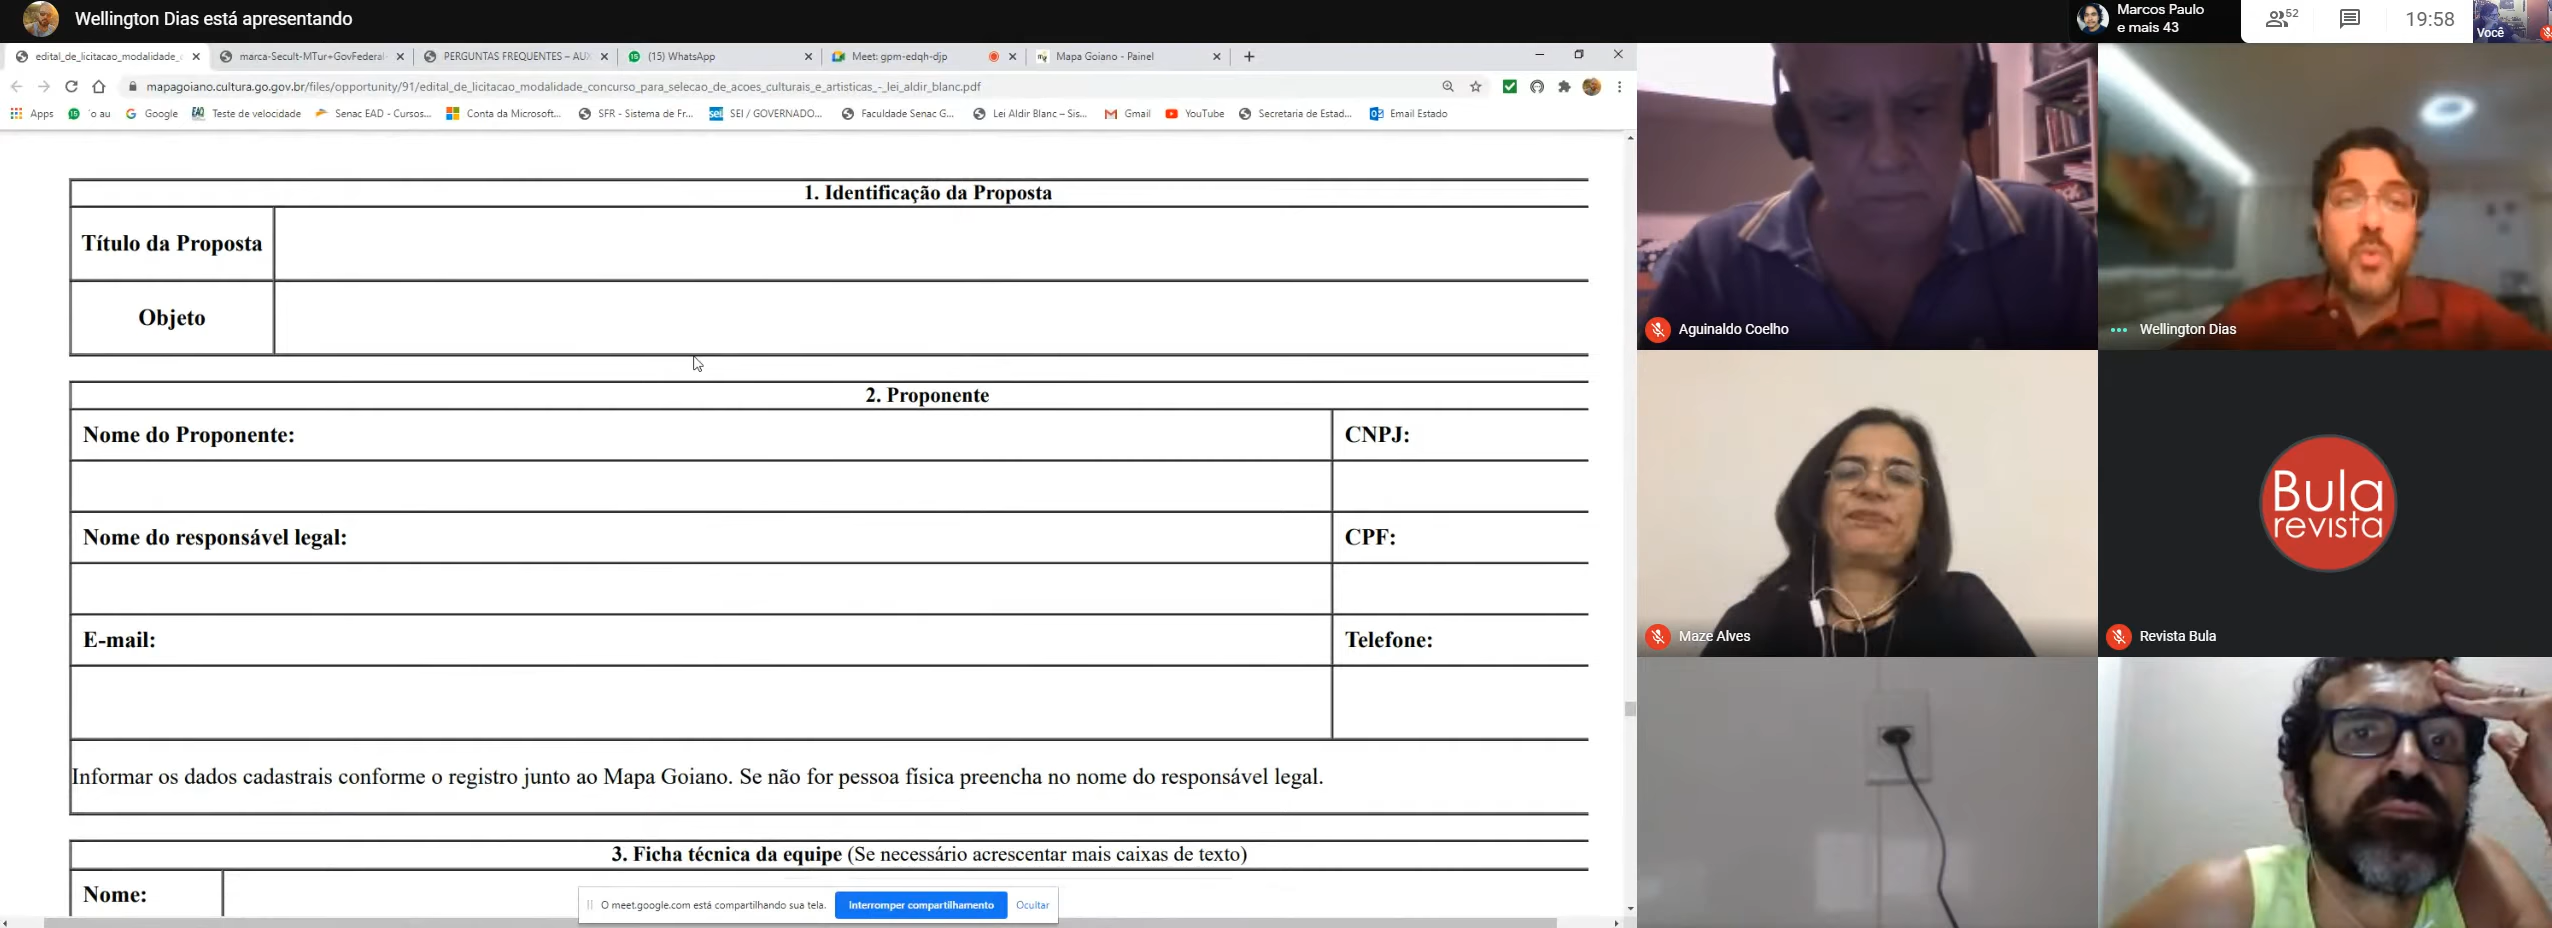 Wellington Dias está apresentando
Marcos Paulo
e mais 43
52
19:58
Você
edital_de_licitacao_modalidade_
marca-Secult-MTur+GovFederal
PERGUNTAS FREQUENTES – AUX
(15) WhatsApp
Meet: gpm-edqh-djp
Mapa Goiano - Painel
mapagoiano.cultura.go.gov.br/files/opportunity/91/edital_de_licitacao_modalidade_concurso_para_selecao_de_acoes_culturais_e_artisticas_-_lei_aldir_blanc.pdf
Apps
'o au
Google
Teste de velocidade
Senac EAD - Cursos...
Conta da Microsoft...
SFR - Sistema de Fr...
sei!
SEI / GOVERNADO...
Faculdade Senac G...
Lei Aldir Blanc – Sis...
Gmail
YouTube
Secretaria de Estad...
Email Estado
1. Identificação da Proposta
Título da Proposta
Objeto
2. Proponente
Nome do Proponente:
CNPJ:
Nome do responsável legal:
CPF:
E-mail:
Telefone:
Informar os dados cadastrais conforme o registro junto ao Mapa Goiano. Se não for pessoa física preencha no nome do responsável legal.
3. Ficha técnica da equipe (Se necessário acrescentar mais caixas de texto)
Nome:
O meet.google.com está compartilhando sua tela.
Interromper compartilhamento
Ocultar
Aguinaldo Coelho
Wellington Dias
Maze Alves
Bula
revista
Revista Bula